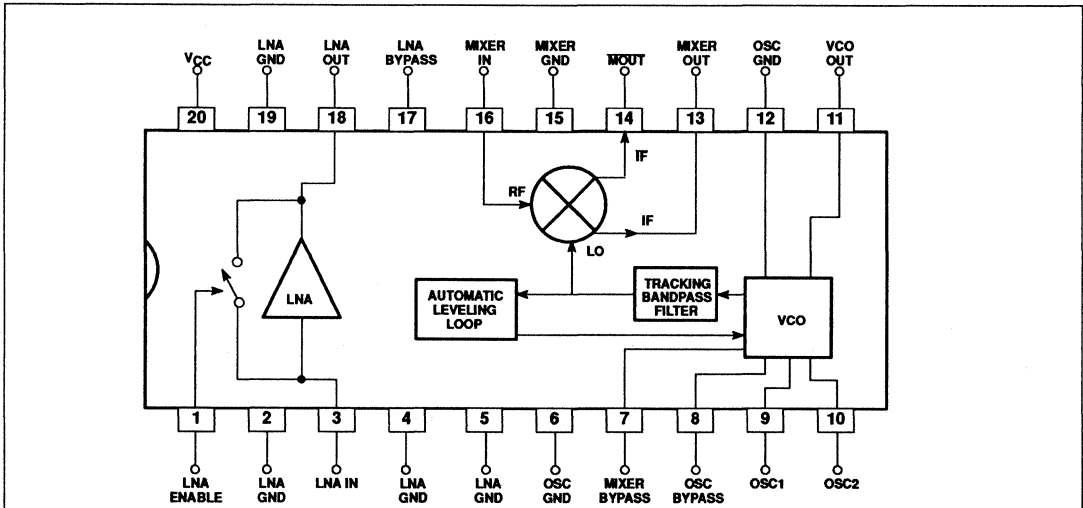 VCC
LNA GND
LNA OUT
LNA BYPASS
MIXER IN
MIXER GND
M̅O̅U̅T̅
MIXER OUT
OSC GND
VCO OUT
20
19
18
17
16
15
14
13
12
11
I̅F̅
RF
IF
LO
LNA
AUTOMATIC
LEVELING
LOOP
TRACKING
BANDPASS
FILTER
VCO
1
2
3
4
5
6
7
8
9
10
LNA ENABLE
LNA GND
LNA IN
LNA GND
LNA GND
OSC GND
MIXER BYPASS
OSC BYPASS
OSC1
OSC2